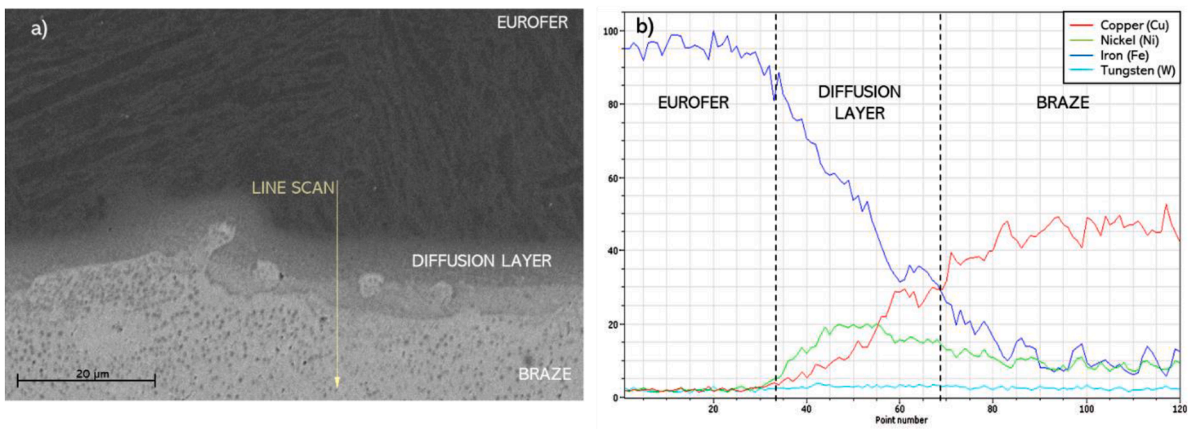 a)
EUROFER
LINE SCAN
DIFFUSION LAYER
20 µm
BRAZE
b)
Copper (Cu)
Nickel (Ni)
Iron (Fe)
Tungsten (W)
EUROFER
DIFFUSION
LAYER
BRAZE
100
80
60
40
20
0
20
40
60
80
100
120
Point number